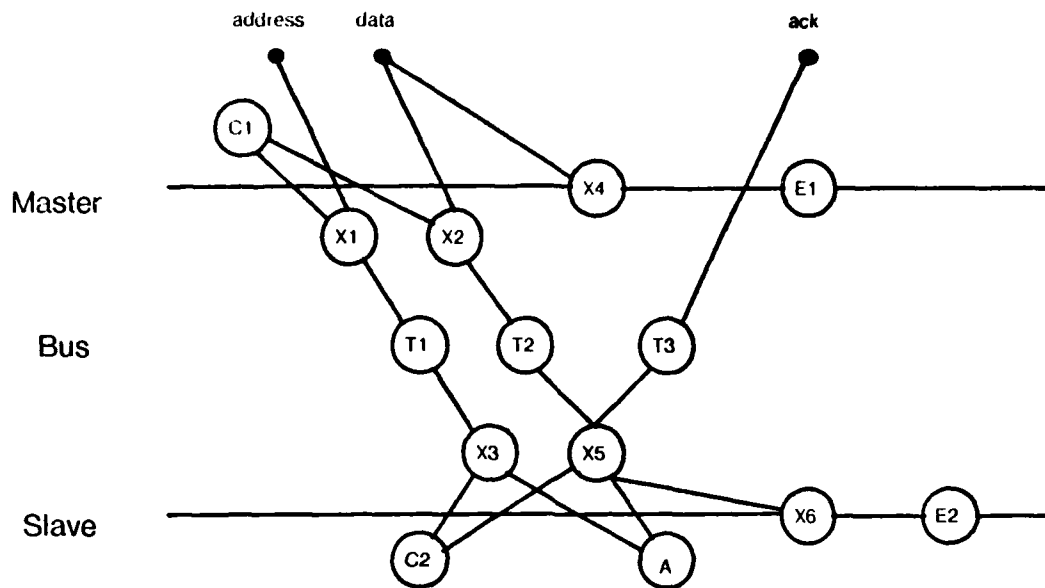 address data ack
C1
X4 E1
Master
X1 X2
Bus
T1 T2 T3
X3 X5
Slave
X6 E2
C2 A